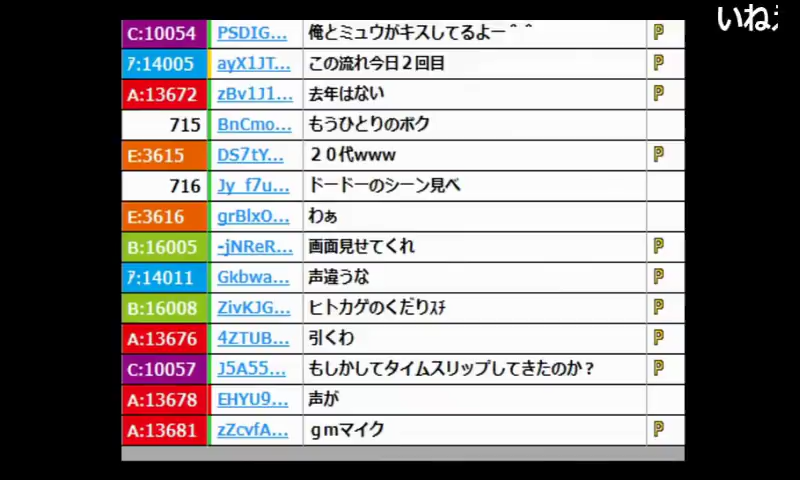 いねえ
C:10054 PSDIG... 俺とミュウがキスしてるよー＾＾ P
ｱ:14005 ayX1JT... この流れ今日２回目 P
A:13672 zBv1J1... 去年はない P
715 BnCmo... もうひとりのボク
E:3615 DS7tY... ２０代www P
716 Jy_f7u... ドードーのシーン見べ
E:3616 grBlxO... わぁ
B:16005 -jNReR... 画面見せてくれ P
ｱ:14011 Gkbwa... 声違うな P
B:16008 ZivKJG... ヒトカゲのくだりｽﾁ P
A:13676 4ZTUB... 引くわ P
C:10057 J5A55... もしかしてタイムスリップしてきたのか？ P
A:13678 EHYU9... 声が
A:13681 zZcvfA... ｇｍマイク P